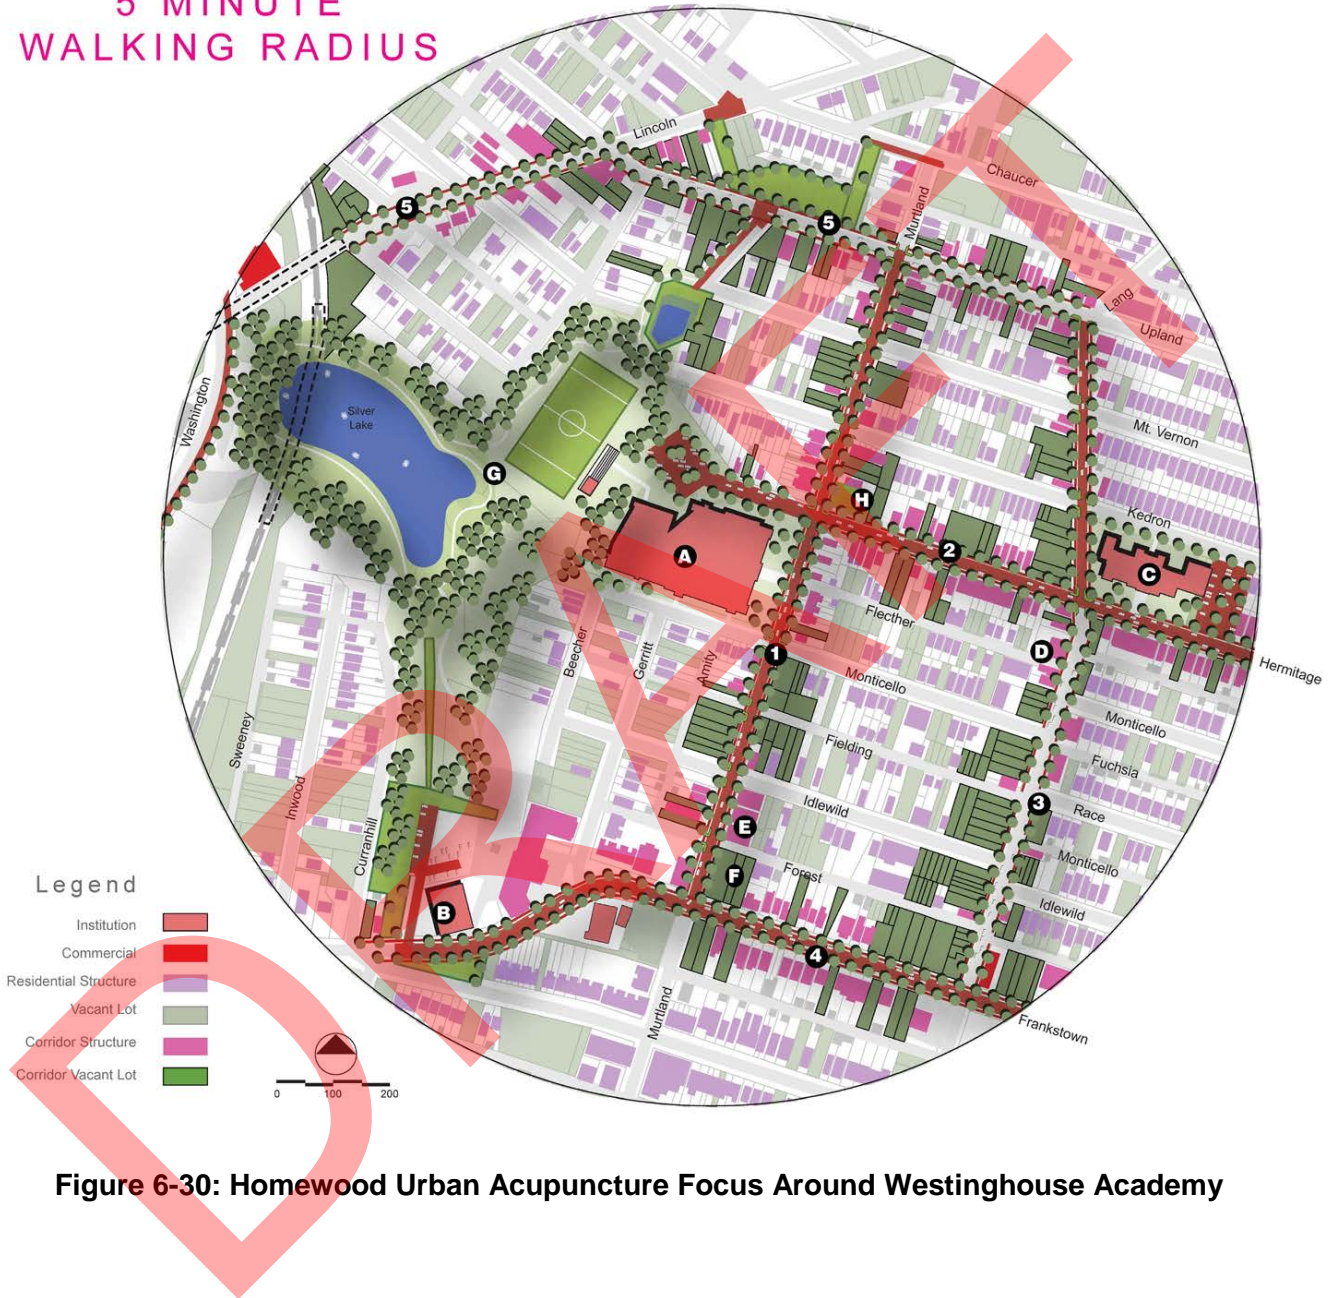 5 MINUTE
WALKING RADIUS
Lincoln
Chaucer
Murtland
5
5
Lang
Upland
Washington
Silver
Lake
Mt. Vernon
G
H
Kedron
2
A
C
Flecther
Beecher
Gerritt
Amity
1
D
Hermitage
Monticello
Monticello
Sweeney
Fielding
Fuchsia
Inwood
Idlewild
3
Race
Curranhill
E
Monticello
F
Forest
Idlewild
B
4
Murtland
Frankstown
Legend
Institution
Commercial
Residential Structure
Vacant Lot
Corridor Structure
Corridor Vacant Lot
0 100 200
DRAFT
Figure 6-30: Homewood Urban Acupuncture Focus Around Westinghouse Academy